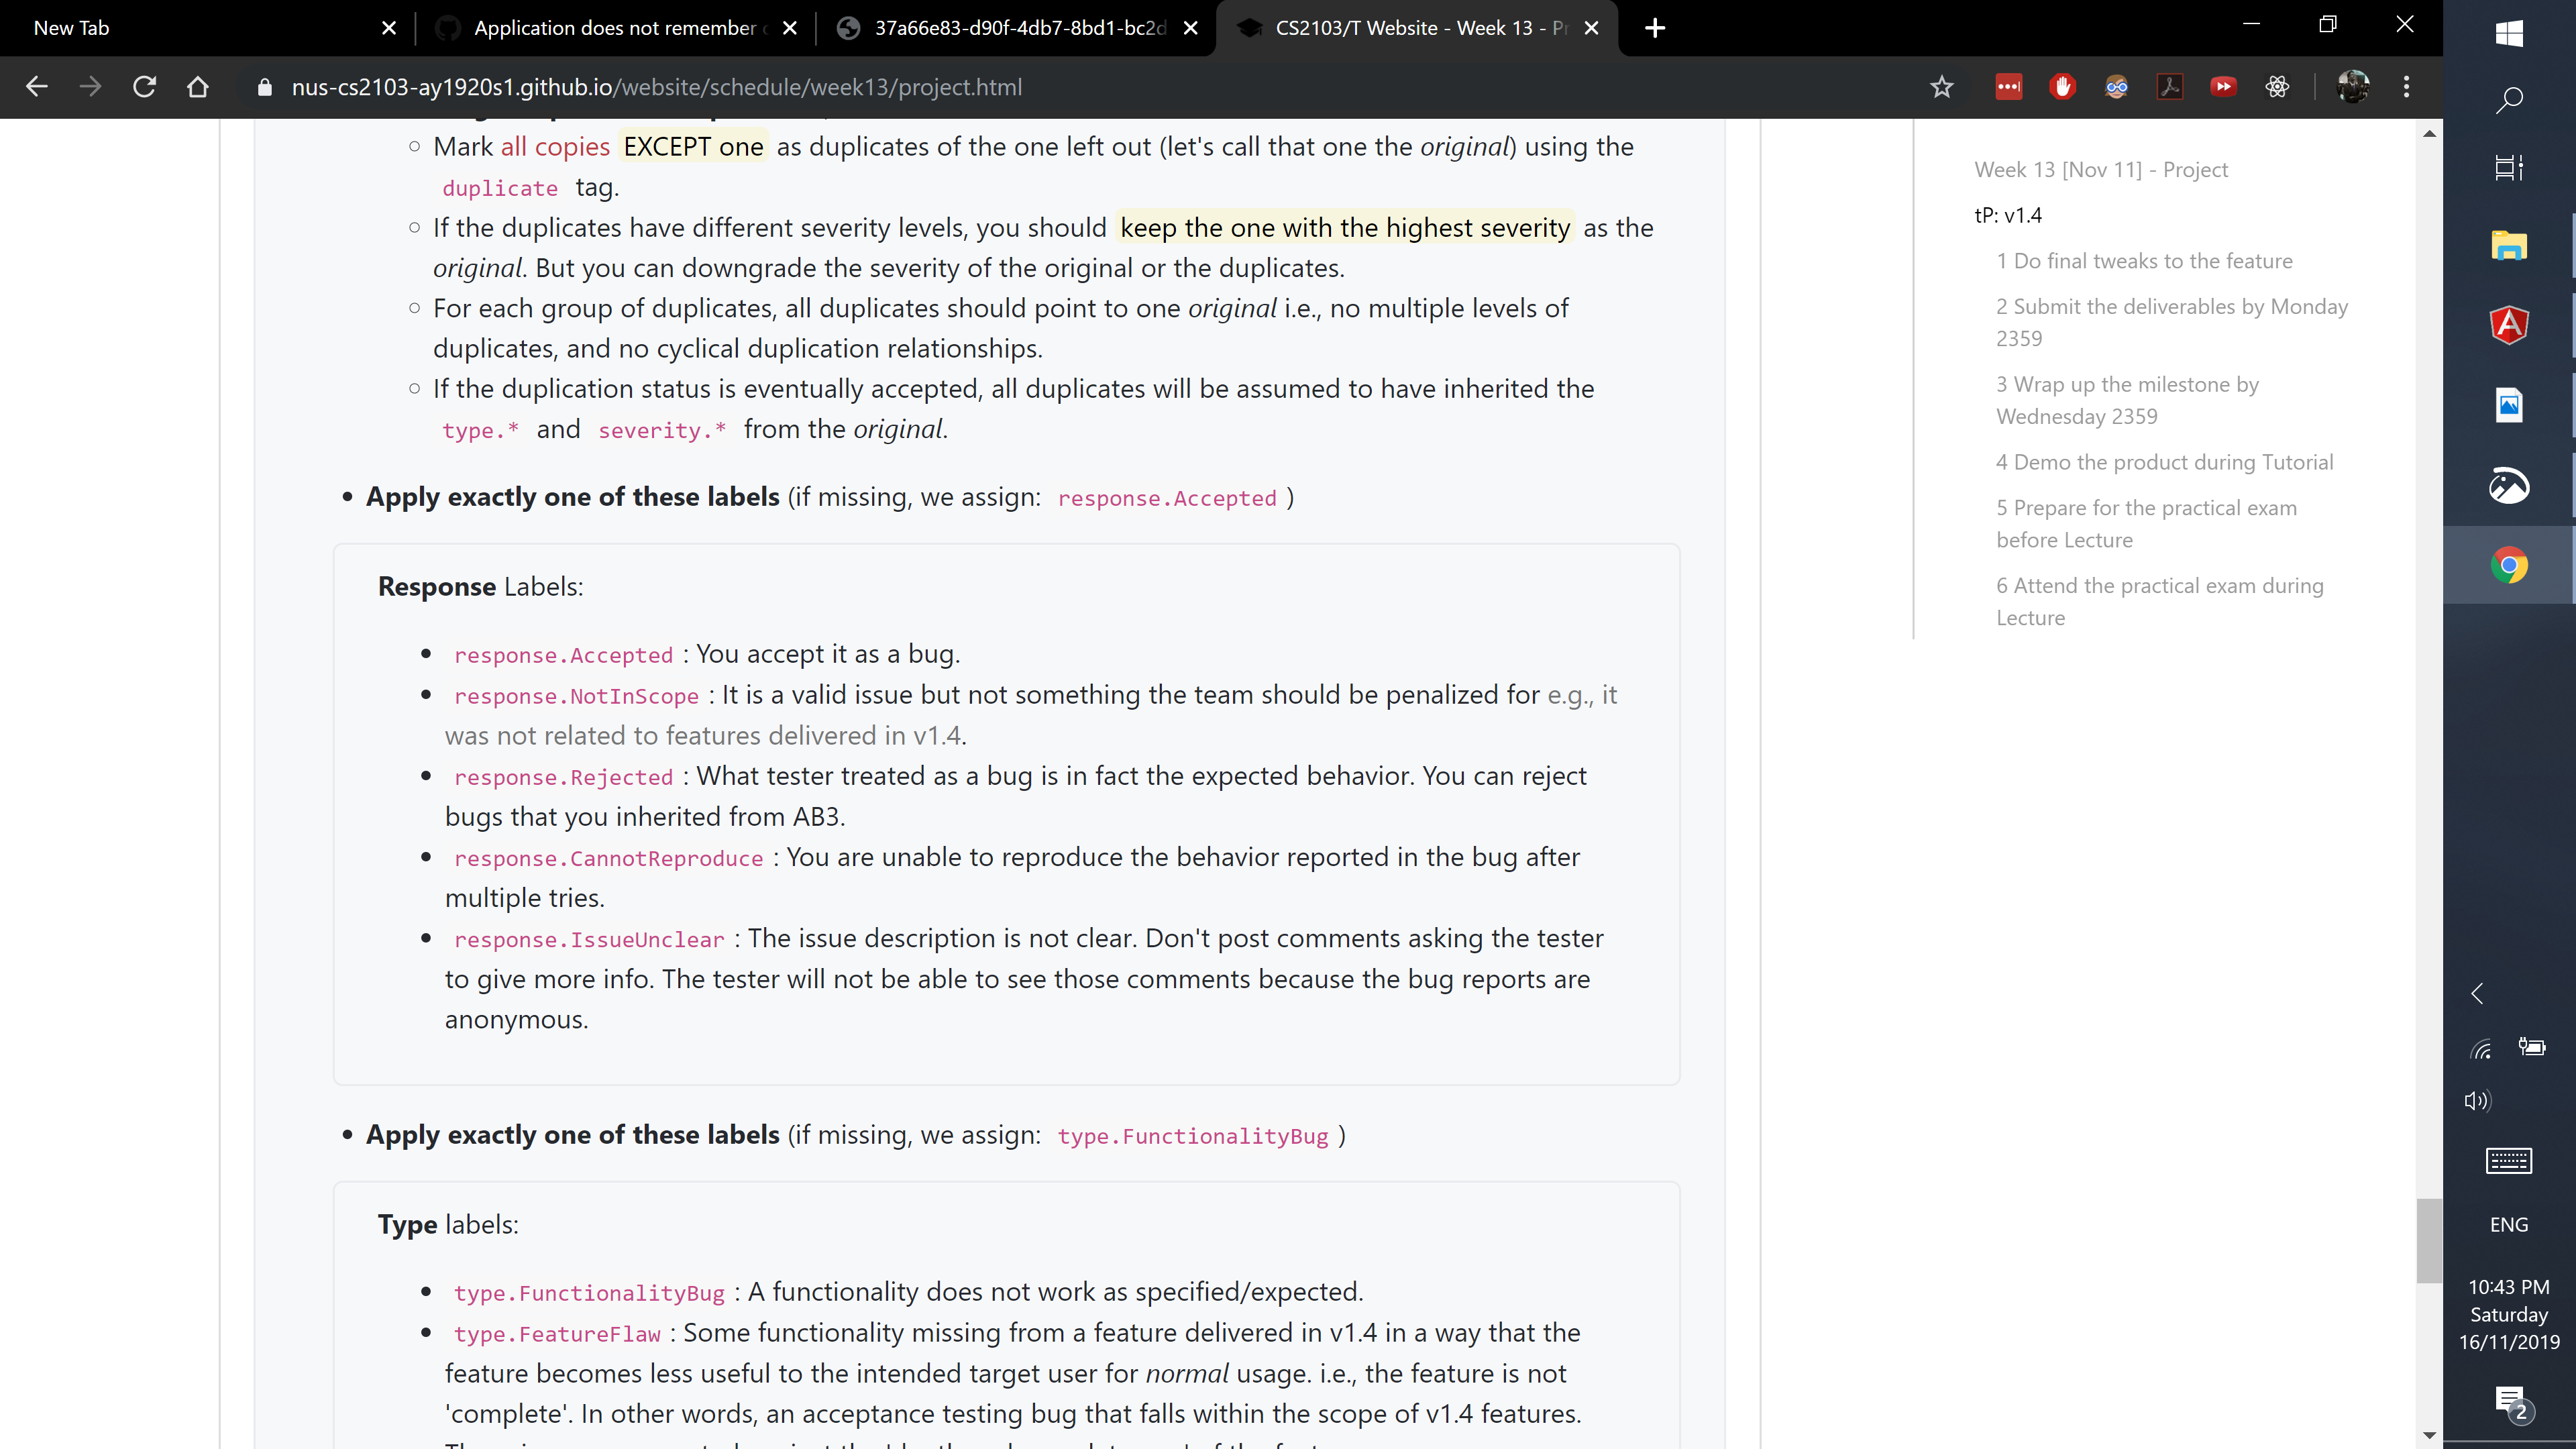 New Tab
Application does not remember
37a66e83-d90f-4db7-8bd1-bc2d
CS2103/T Website - Week 13 - Pr
nus-cs2103-ay1920s1.github.io/website/schedule/week13/project.html
Mark all copies EXCEPT one as duplicates of the one left out (let's call that one the original) using the
duplicate tag.
If the duplicates have different severity levels, you should keep the one with the highest severity as the
original. But you can downgrade the severity of the original or the duplicates.
For each group of duplicates, all duplicates should point to one original i.e., no multiple levels of
duplicates, and no cyclical duplication relationships.
If the duplication status is eventually accepted, all duplicates will be assumed to have inherited the
type.* and severity.* from the original.
Apply exactly one of these labels (if missing, we assign: response.Accepted )
Response Labels:
response.Accepted : You accept it as a bug.
response.NotInScope : It is a valid issue but not something the team should be penalized for e.g., it
was not related to features delivered in v1.4.
response.Rejected : What tester treated as a bug is in fact the expected behavior. You can reject
bugs that you inherited from AB3.
response.CannotReproduce : You are unable to reproduce the behavior reported in the bug after
multiple tries.
response.IssueUnclear : The issue description is not clear. Don't post comments asking the tester
to give more info. The tester will not be able to see those comments because the bug reports are
anonymous.
Apply exactly one of these labels (if missing, we assign: type.FunctionalityBug )
Type labels:
type.FunctionalityBug : A functionality does not work as specified/expected.
type.FeatureFlaw : Some functionality missing from a feature delivered in v1.4 in a way that the
feature becomes less useful to the intended target user for normal usage. i.e., the feature is not
'complete'. In other words, an acceptance testing bug that falls within the scope of v1.4 features.
Week 13 [Nov 11] - Project
tP: v1.4
1 Do final tweaks to the feature
2 Submit the deliverables by Monday
2359
3 Wrap up the milestone by
Wednesday 2359
4 Demo the product during Tutorial
5 Prepare for the practical exam
before Lecture
6 Attend the practical exam during
Lecture
ENG
10:43 PM
Saturday
16/11/2019
2